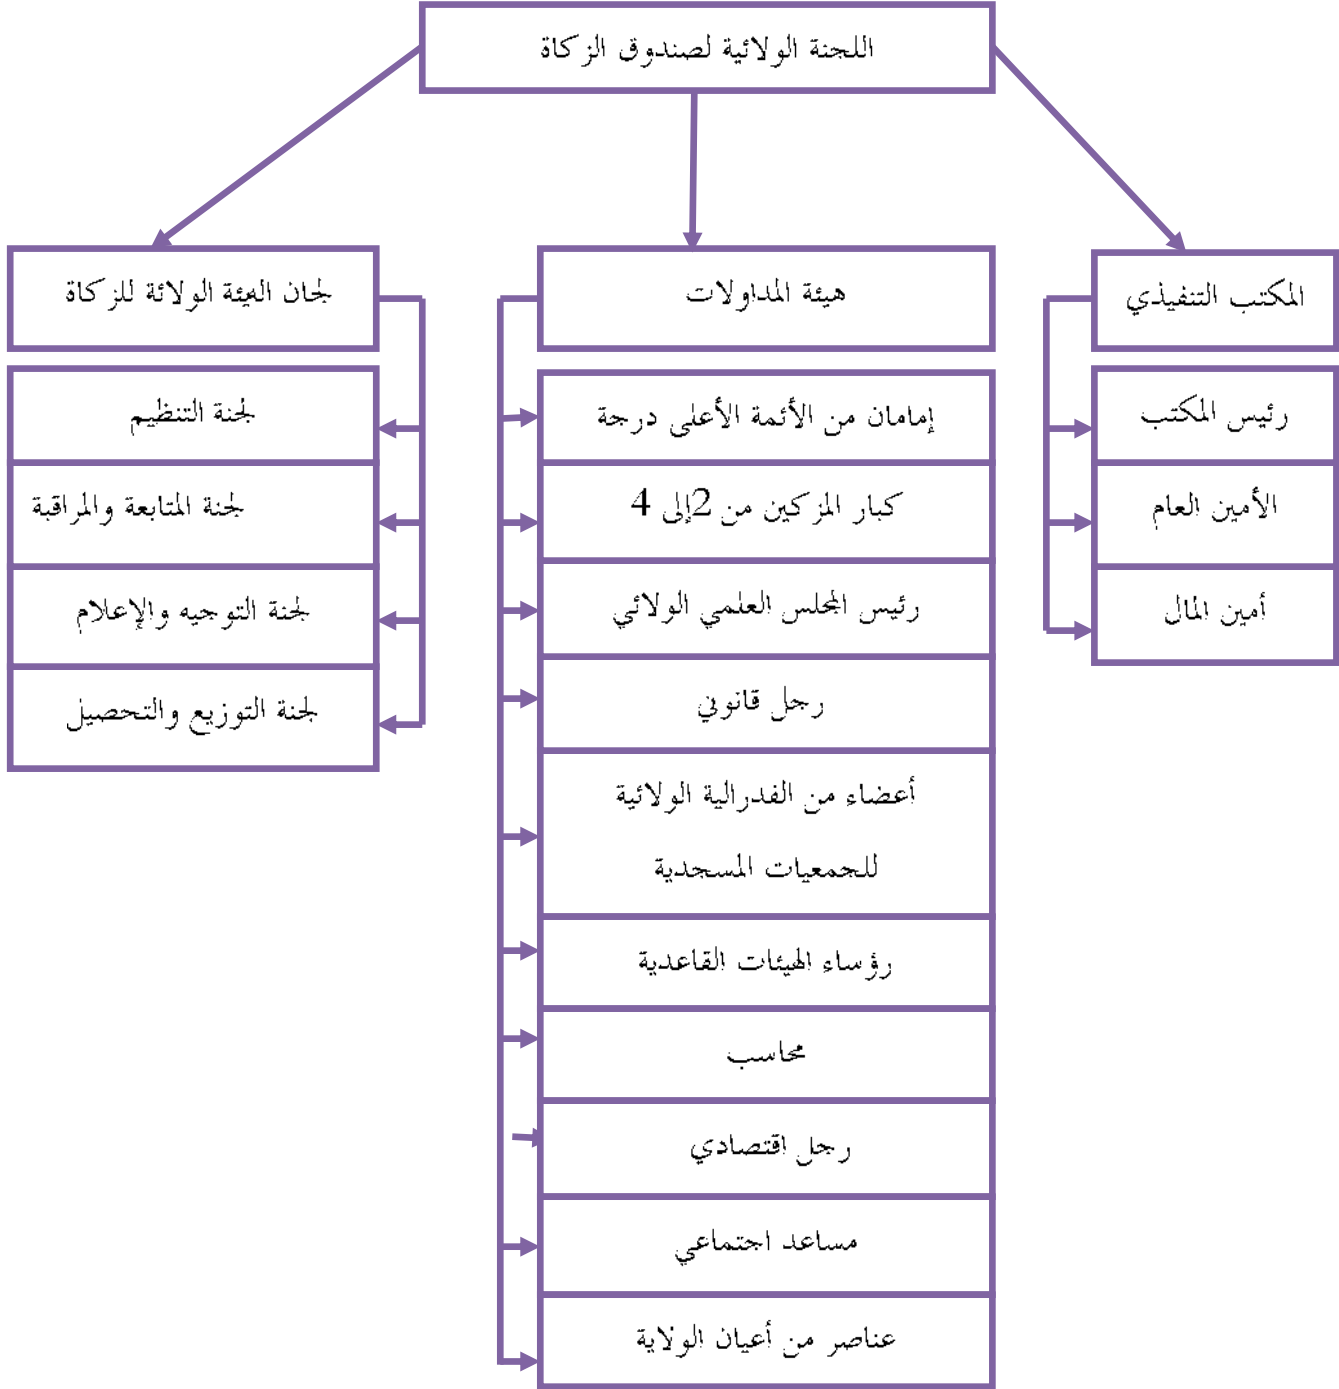 اللجنة الولائية لصندوق الزكاة
المكتب التنفيذي
رئيس المكتب
الأمين العام
أمين المال
هيئة المداولات
إمامان من الأئمة الأعلى درجة
كبار المزكين من 2إلى 4
رئيس المجلس العلمي الولائي
رجل قانوني
أعضاء من الفدرالية الولائية
للجمعيات المسجدية
رؤساء الهيئات القاعدية
محاسب
رجل اقتصادي
مساعد اجتماعي
عناصر من أعيان الولاية
لجان الهيئة الولائة للزكاة
لجنة التنظيم
لجنة المتابعة والمراقبة
لجنة التوجيه والإعلام
لجنة التوزيع والتحصيل